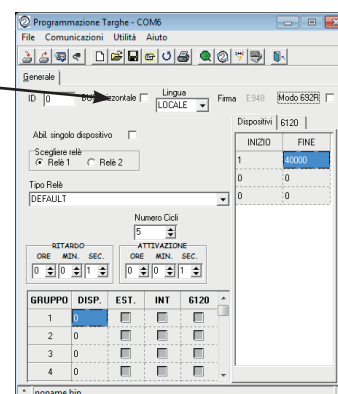 Programmazione Targhe - COM6
File Comunicazioni Utilità Aiuto
Generale
ID 0 BUS orizzontale Lingua LOCALE Firma E948 Modo 692R
Abil. singolo dispositivo
Scegliere relè
Relè 1 Relè 2
Tipo Relè
DEFAULT
Numero Cicli
5
RITARDO
ORE MIN. SEC.
0 0 1
ATTIVAZIONE
ORE MIN. SEC.
0 0 1
GRUPPO DISP. EST. INT 6120
1 0
2 0
3 0
4 0
Dispositivi 6120
INIZIO FINE
1 40000
0 0
0 0
* noname.bin